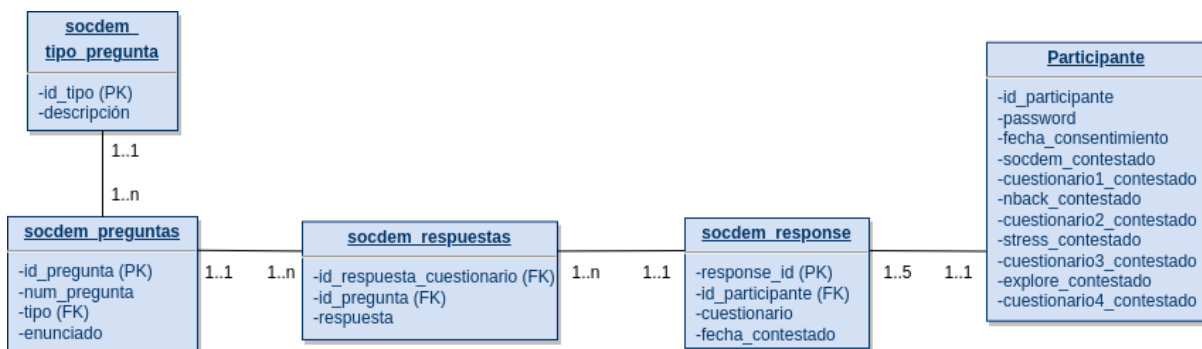 socdem_
tipo_pregunta
-id_tipo (PK)
-descripción
1..1
1..n
socdem_preguntas
-id_pregunta (PK)
-num_pregunta
-tipo (FK)
-enunciado
1..1
1..n
socdem_respuestas
-id_respuesta_cuestionario (FK)
-id_pregunta (FK)
-respuesta
1..n
1..1
socdem_response
-response_id (PK)
-id_participante (FK)
-cuestionario
-fecha_contestado
1..5
1..1
Participante
-id_participante
-password
-fecha_consentimiento
-socdem_contestado
-cuestionario1_contestado
-nback_contestado
-cuestionario2_contestado
-stress_contestado
-cuestionario3_contestado
-explore_contestado
-cuestionario4_contestado